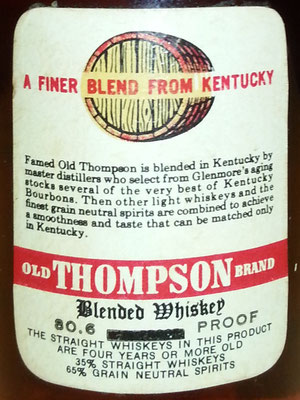 A FINER BLEND FROM KENTUCKY
Famed Old Thompson is blended in Kentucky by
master distillers who select from Glenmore's aging
stocks several of the very best of Kentucky
Bourbons. Then other light whiskeys and the
finest grain neutral spirits are combined to achieve
a smoothness and taste that can be matched only
in Kentucky.
OLD THOMPSON BRAND
Blended Whiskey
80.6 PROOF
THE STRAIGHT WHISKEYS IN THIS PRODUCT
ARE FOUR YEARS OR MORE OLD
35% STRAIGHT WHISKEYS
65% GRAIN NEUTRAL SPIRITS